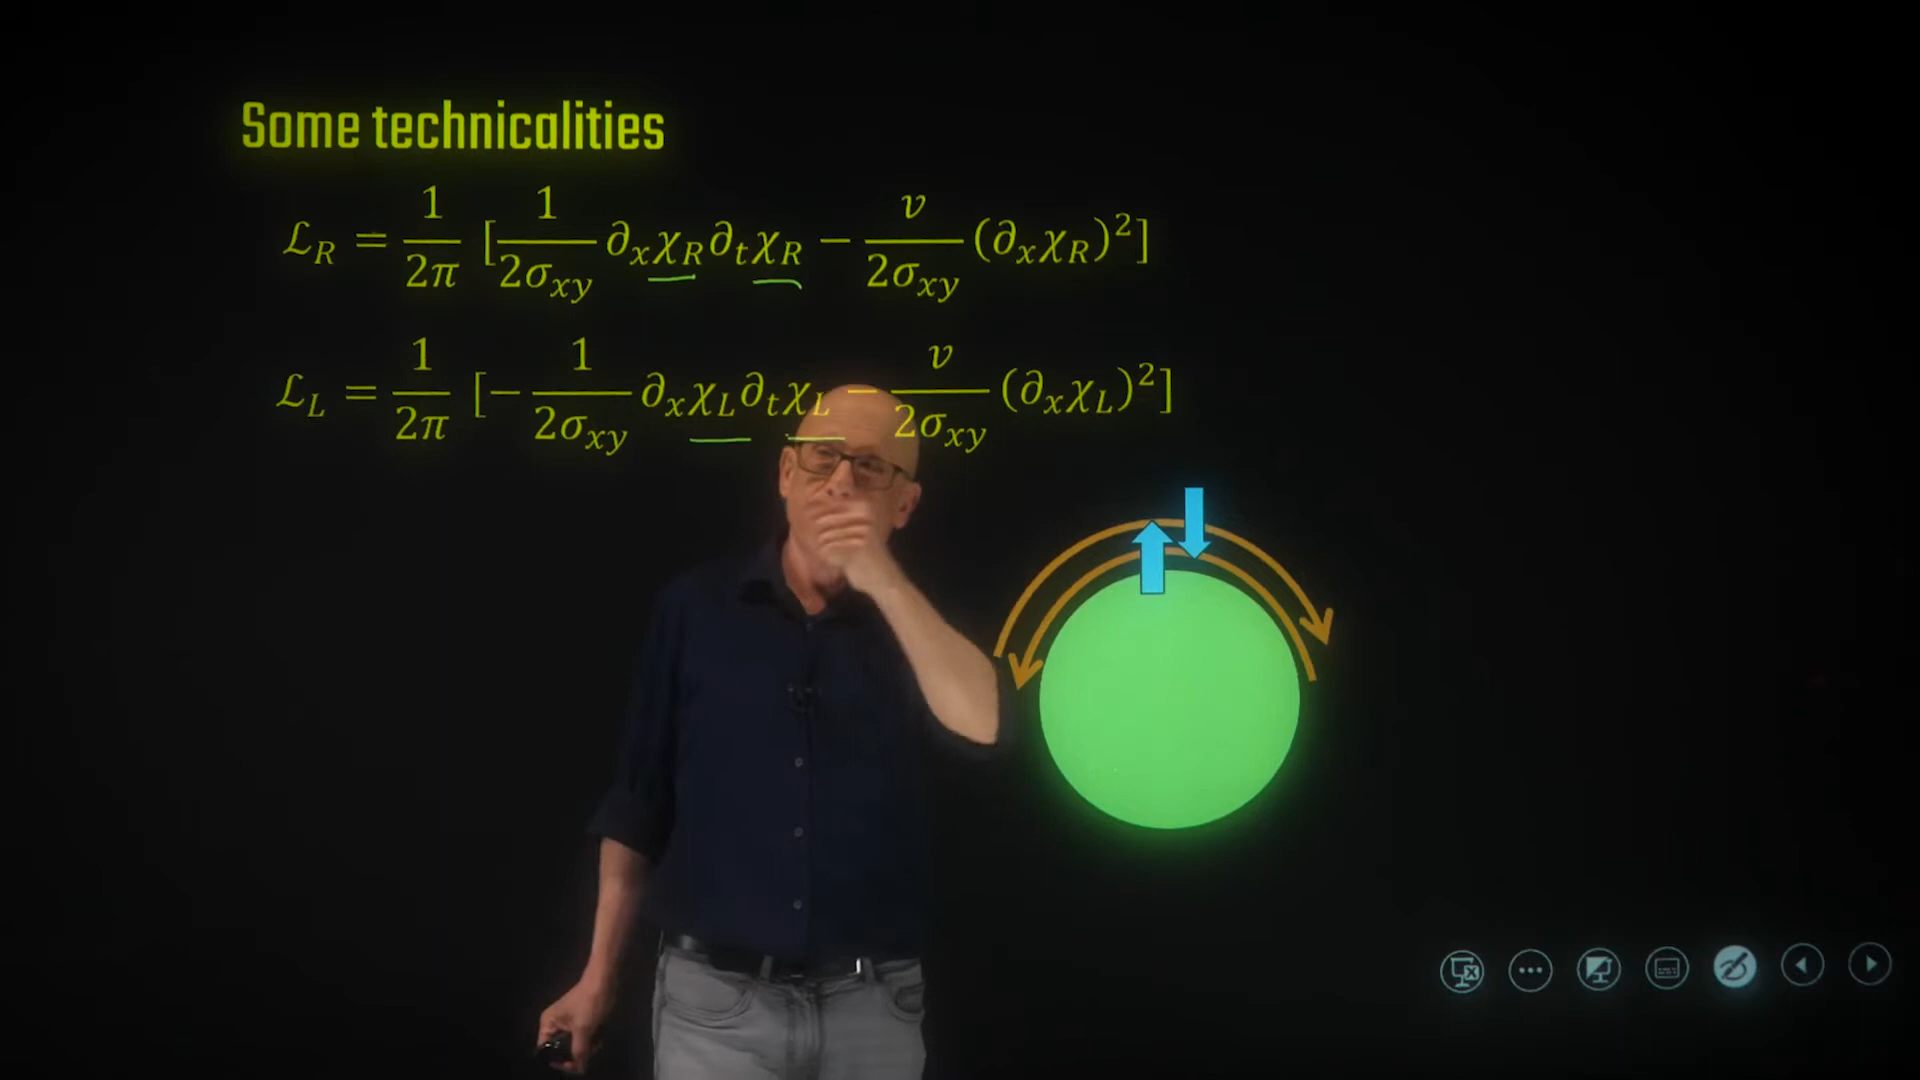 Some technicalities
ℒ_R = 1/2π [1/2σ_xy ∂_xχ_R∂_tχ_R − v/2σ_xy (∂_xχ_R)²]
ℒ_L = 1/2π [− 1/2σ_xy ∂_xχ_L∂_tχ_L − v/2σ_xy (∂_xχ_L)²]